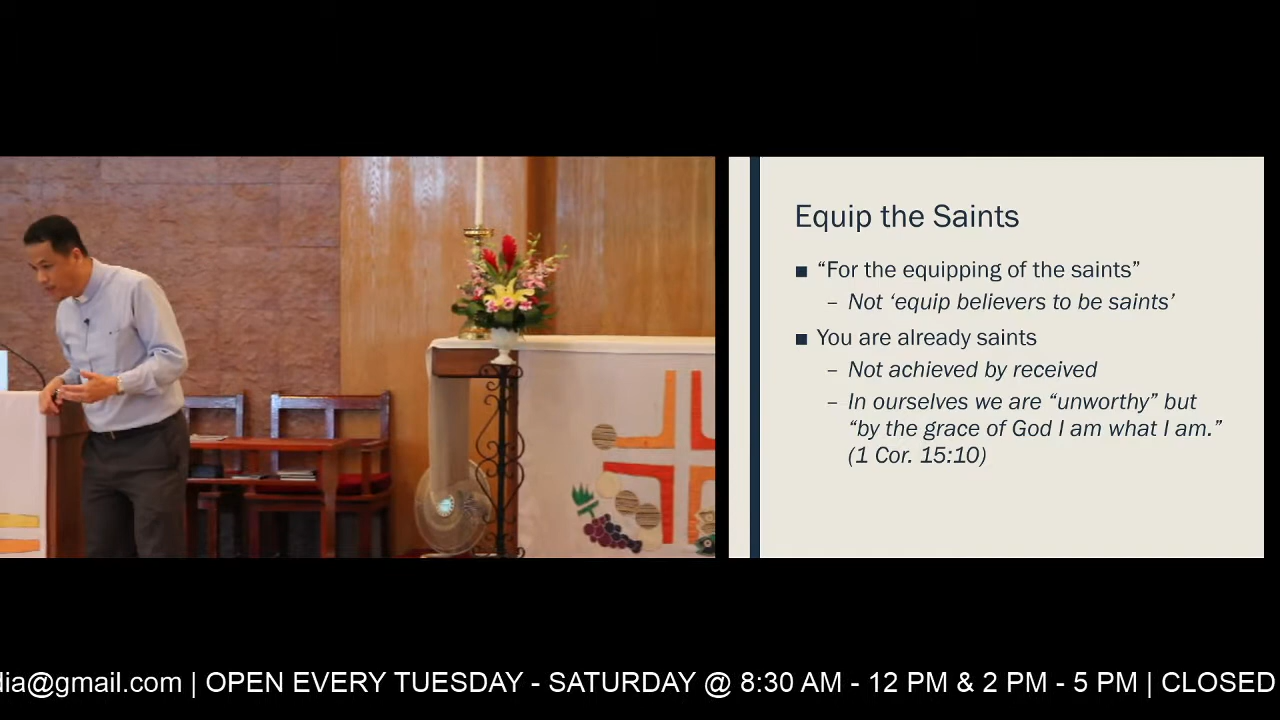 Equip the Saints
■ “For the equipping of the saints”
– Not ‘equip believers to be saints’
■ You are already saints
– Not achieved by received
– In ourselves we are “unworthy” but
“by the grace of God I am what I am.”
(1 Cor. 15:10)
dia@gmail.com | OPEN EVERY TUESDAY - SATURDAY @ 8:30 AM - 12 PM & 2 PM - 5 PM | CLOSED